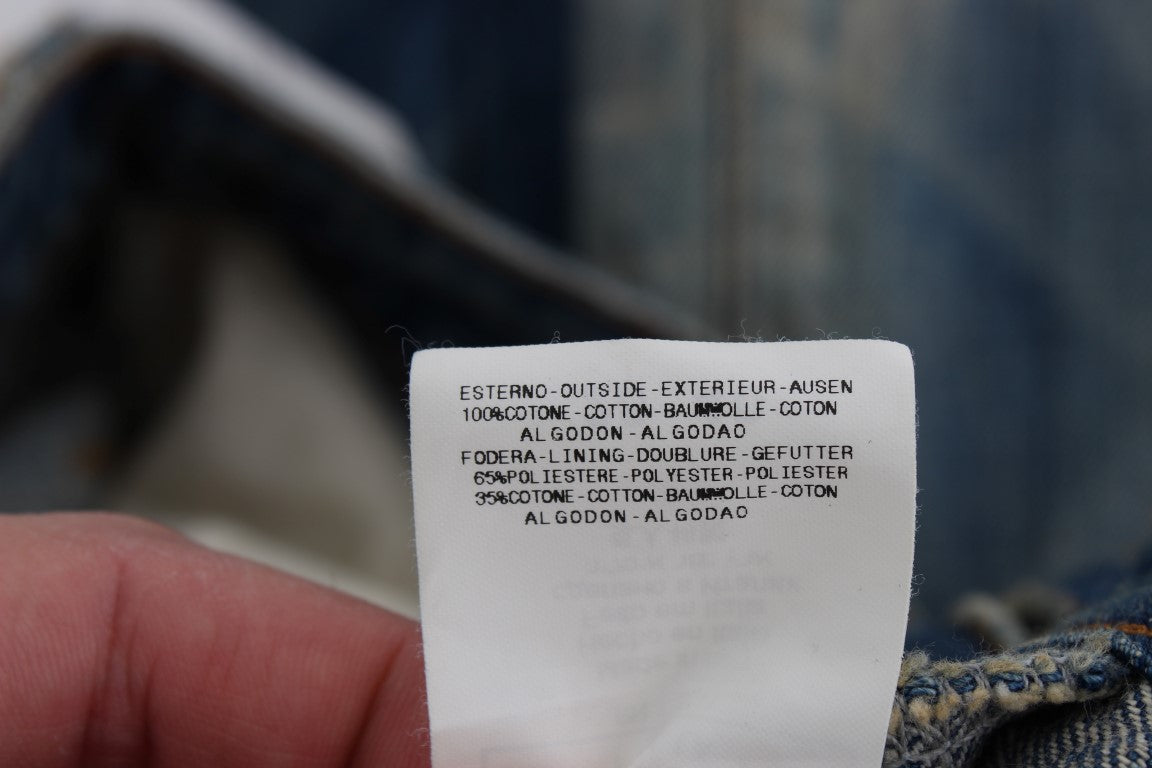 ESTERNO-OUTSIDE-EXTERIEUR-AUSEN
100%COTONE-COTTON-BAUMWOLLE-COTON
ALGODON-ALGODAO
FODERA-LINING-DOUBLURE-GEFUTTER
65%POLIESTERE-POLYESTER-POLIESTER
35%COTONE-COTTON-BAUMWOLLE-COTON
ALGODON-ALGODAO